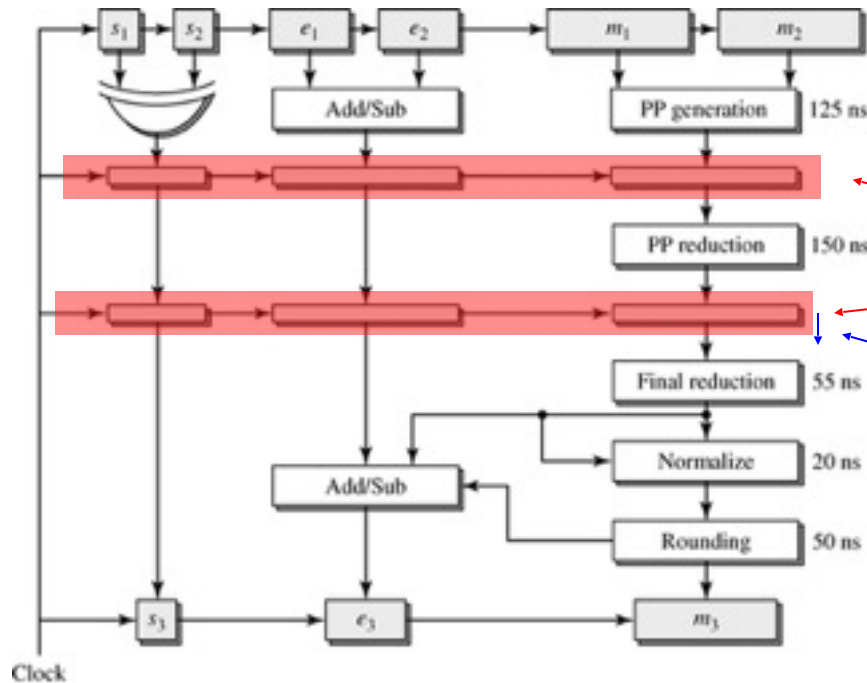 s1 s2 e1 e2 m1 m2
Add/Sub PP generation 125 ns
PP reduction 150 ns
Final reduction 55 ns
Normalize 20 ns
Add/Sub
Rounding 50 ns
s3 e3 m3
Clock